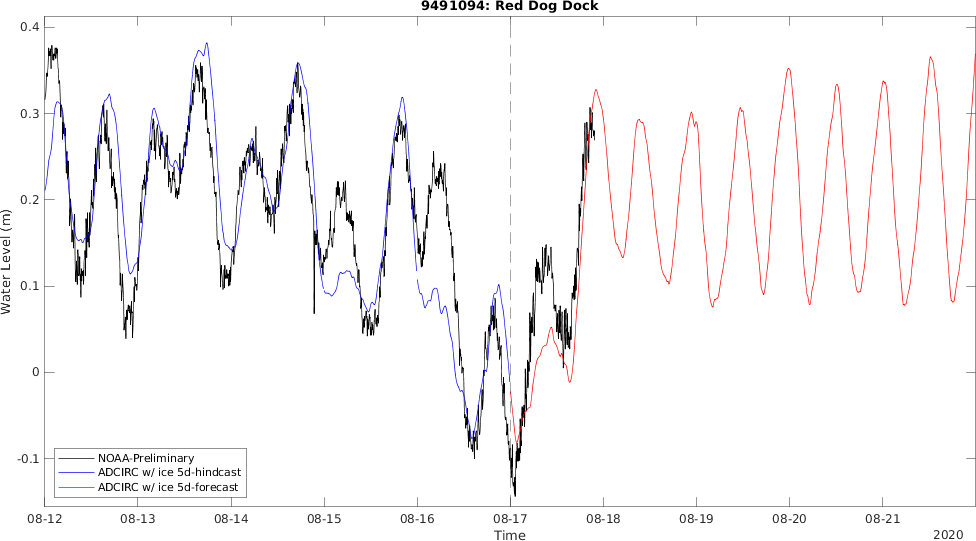 9491094: Red Dog Dock
0.4
0.3
0.2
0.1
0
-0.1
Water Level (m)
NOAA-Preliminary
ADCIRC w/ ice 5d-hindcast
ADCIRC w/ ice 5d-forecast
08-12 08-13 08-14 08-15 08-16 08-17 08-18 08-19 08-20 08-21
Time
2020